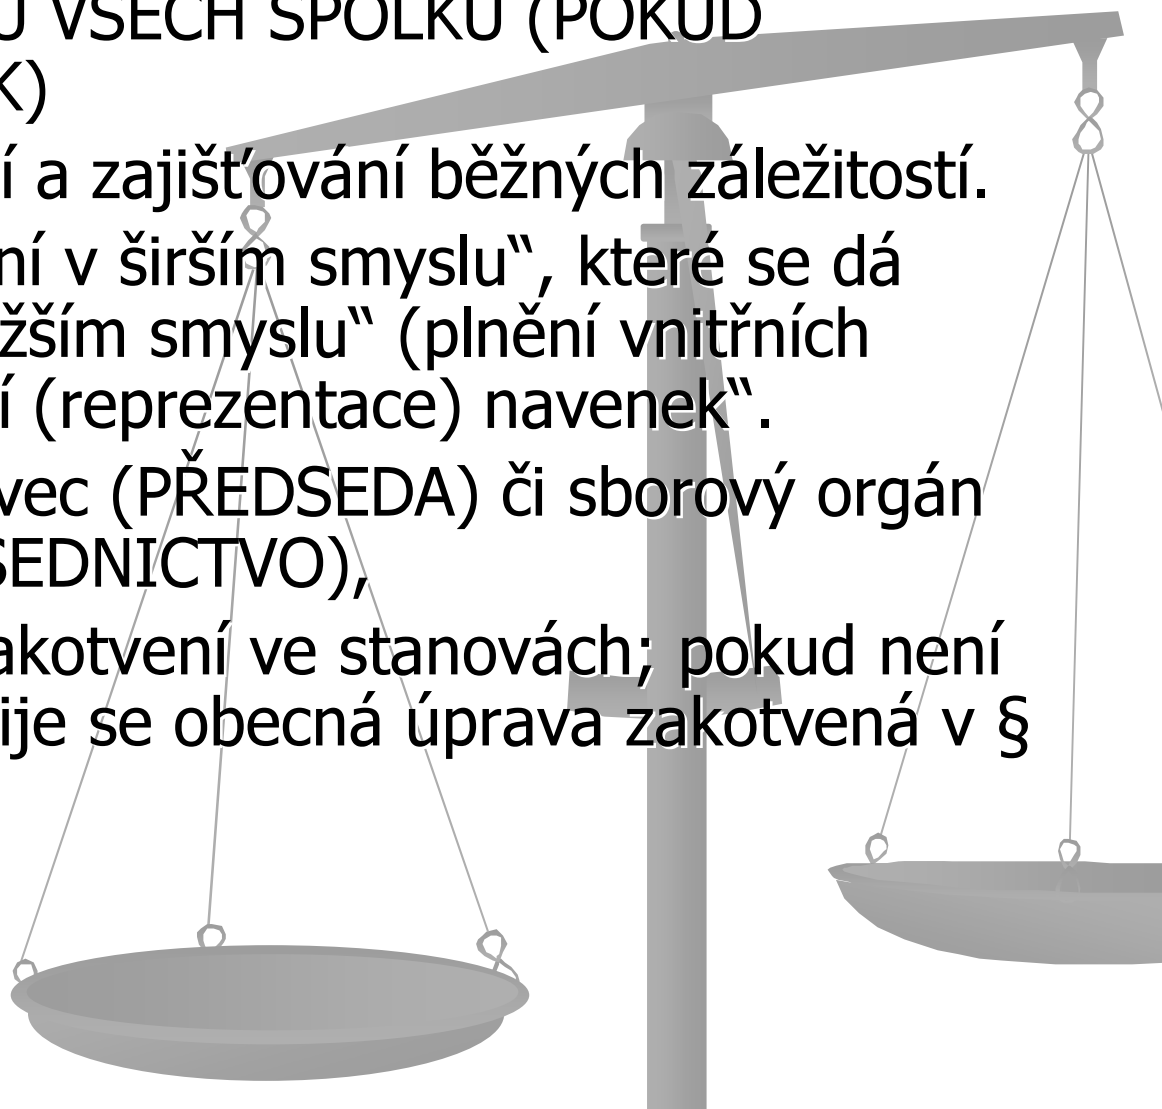 VŠECH SPOLKŮ (POKUD
K)
í a zajišťování běžných záležitostí.
ní v širším smyslu“, které se dá
žším smyslu“ (plnění vnitřních
í (reprezentace) navenek“.
vec (PŘEDSEDA) či sborový orgán
SEDNICTVO),
akotvení ve stanovách; pokud není
ije se obecná úprava zakotvená v §